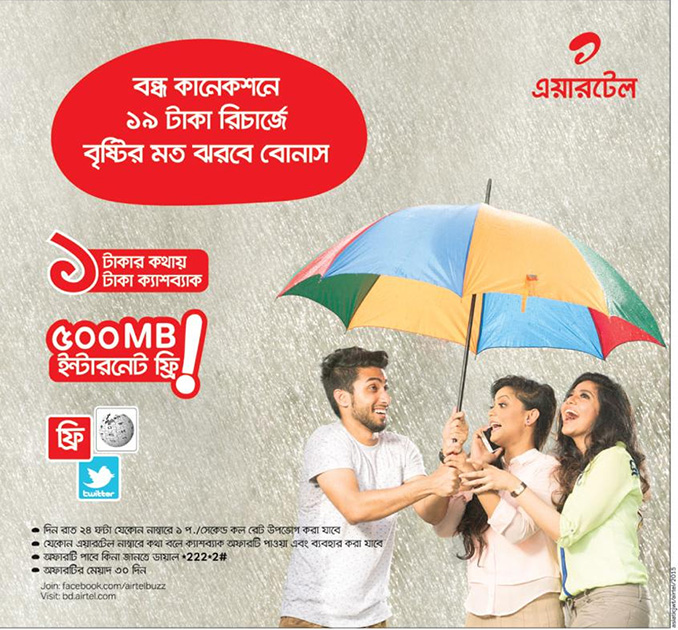 বন্ধ কানেকশনে
১৯ টাকা রিচার্জে
বৃষ্টির মত ঝরবে বোনাস
এয়ারটেল
১ টাকার কথায়
১ টাকা ক্যাশব্যাক
৫০০MB
ইন্টারনেট ফ্রি!
ফ্রি
twitter
দিন রাত ২৪ ঘন্টা যেকোন নাম্বারে ১ প./সেকেন্ড কল রেট উপভোগ করা যাবে
যেকোন এয়ারটেল নাম্বারে কথা বলে ক্যাশব্যাক অফারটি পাওয়া এবং ব্যবহার করা যাবে
অফারটি পাবে কিনা জানতে ডায়াল *222*2#
অফারটির মেয়াদ ৩০ দিন
Join: facebook.com/airtelbuzz
Visit: bd.airtel.com